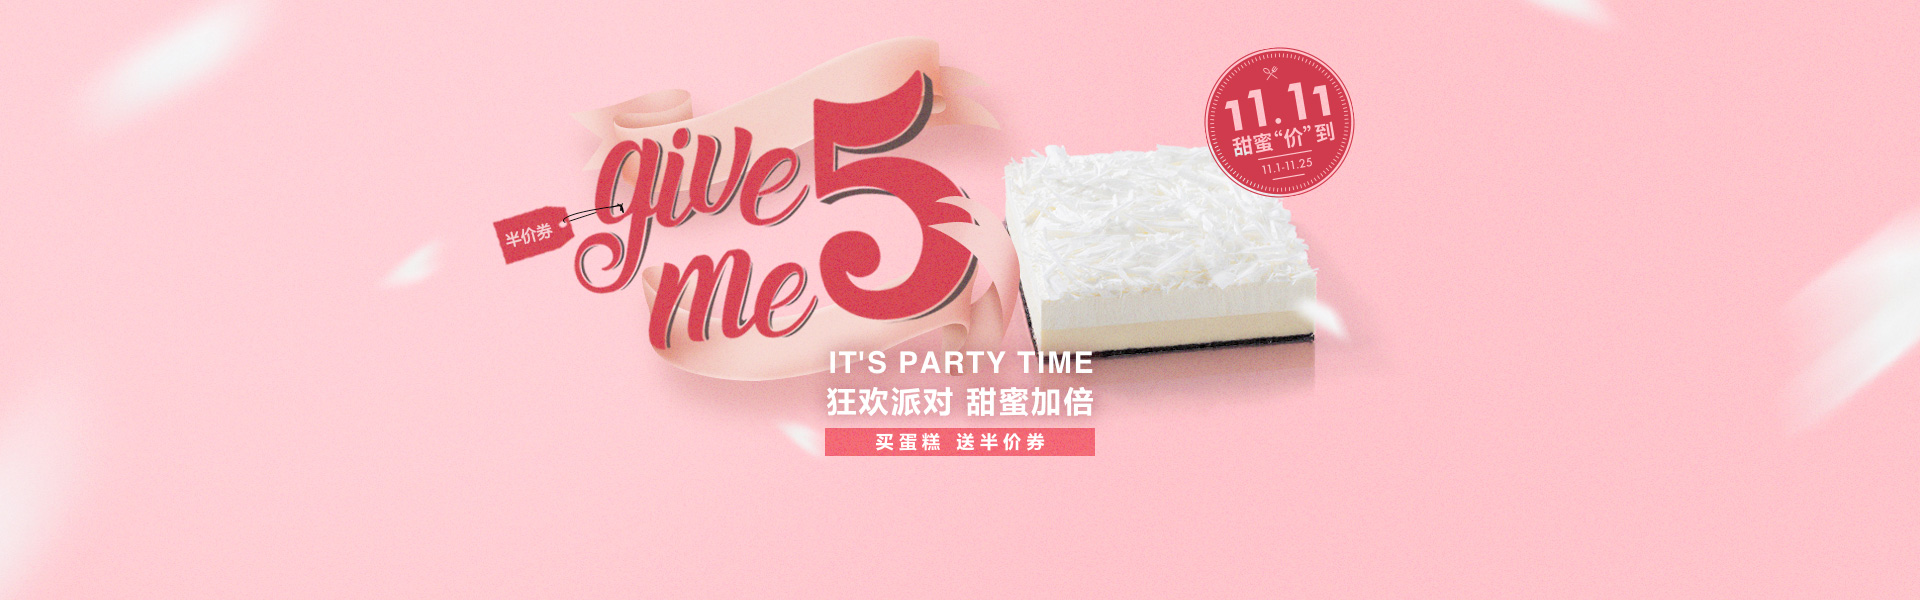 give
me
5
半价券
11.11
甜蜜“价”到
11.1-11.25
IT'S PARTY TIME
狂欢派对 甜蜜加倍
买蛋糕 送半价券